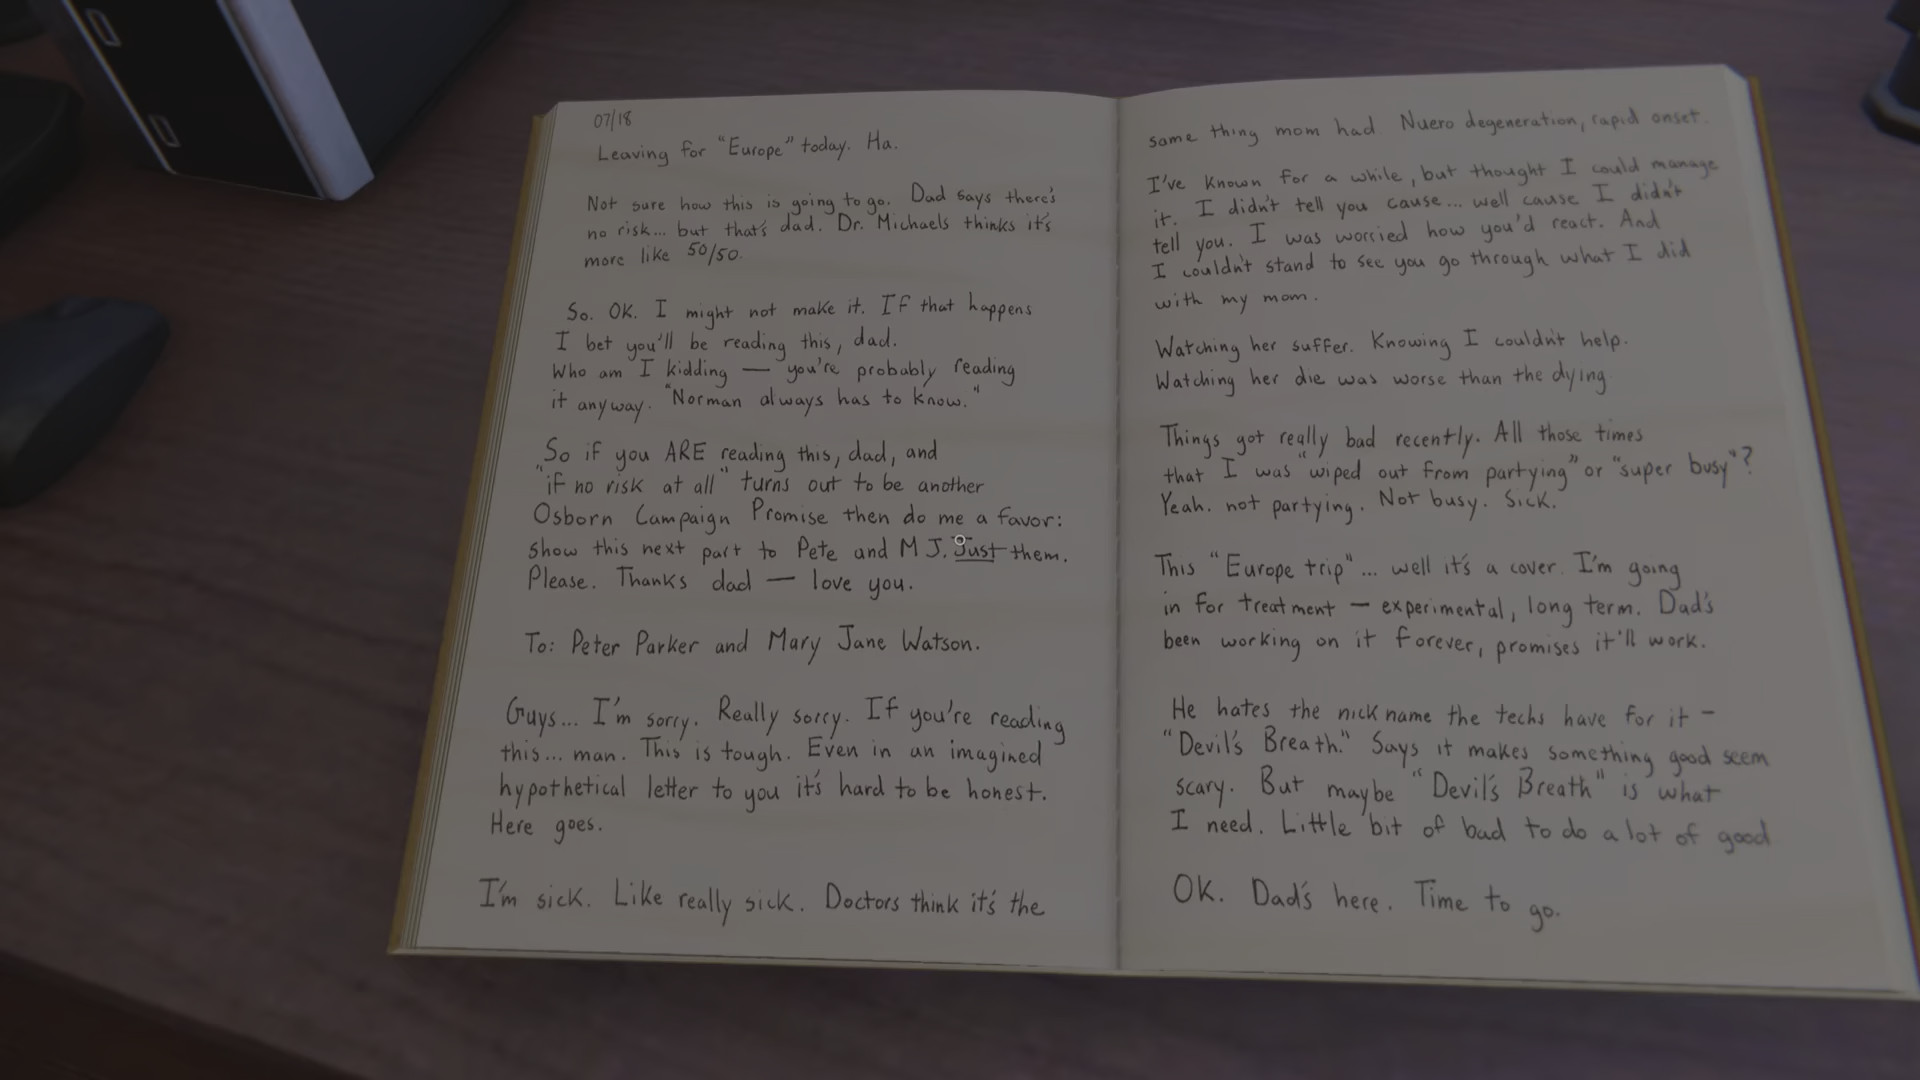 07/18
Leaving for "Europe" today. Ha.
Not sure how this is going to go. Dad says there's
no risk... but that's dad. Dr. Michaels thinks it's
more like 50/50.
So. OK. I might not make it. If that happens
I bet you'll be reading this, dad.
Who am I kidding — you're probably reading
it anyway. "Norman always has to know."
So if you ARE reading this, dad, and
"if no risk at all" turns out to be another
Osborn Campaign Promise then do me a favor:
show this next part to Pete and MJ. Just them.
Please. Thanks dad — love you.
To: Peter Parker and Mary Jane Watson.
Guys... I'm sorry. Really sorry. If you're reading
this... man. This is tough. Even in an imagined
hypothetical letter to you it's hard to be honest.
Here goes.
I'm sick. Like really sick. Doctors think it's the
same thing mom had Nuero degeneration, rapid onset.
I've known for a while, but thought I could manage
it. I didn't tell you cause... well cause I didn't
tell you. I was worried how you'd react. And
I couldn't stand to see you go through what I did
with my mom.
Watching her suffer. Knowing I couldn't help.
Watching her die was worse than the dying
Things got really bad recently. All those times
that I was "wiped out from partying" or "super busy"?
Yeah. not partying. Not busy. Sick.
This "Europe trip"... well it's a cover. I'm going
in for treatment — experimental, long term. Dad's
been working on it forever, promises it'll work.
He hates the nickname the techs have for it -
"Devil's Breath." Says it makes something good seem
scary. But maybe "Devil's Breath" is what
I need. Little bit of bad to do a lot of good
OK. Dad's here. Time to go.